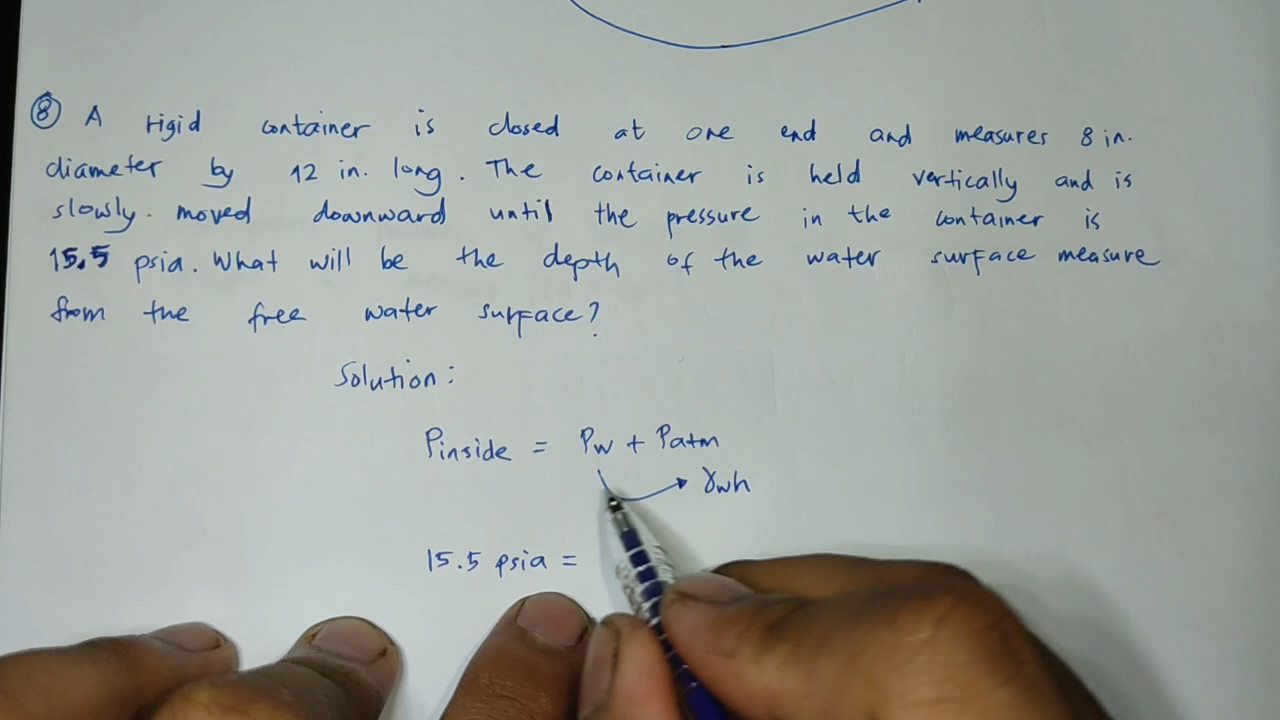 ⑧ A rigid container is closed at one end and measures 8 in.
diameter by 12 in. long. The container is held vertically and is
slowly. moved downward until the pressure in the container is
15.5 psia. What will be the depth of the water surface measure
from the free water surface?
Solution:
Pinside = Pw + Patm
γwh
15.5 psia =